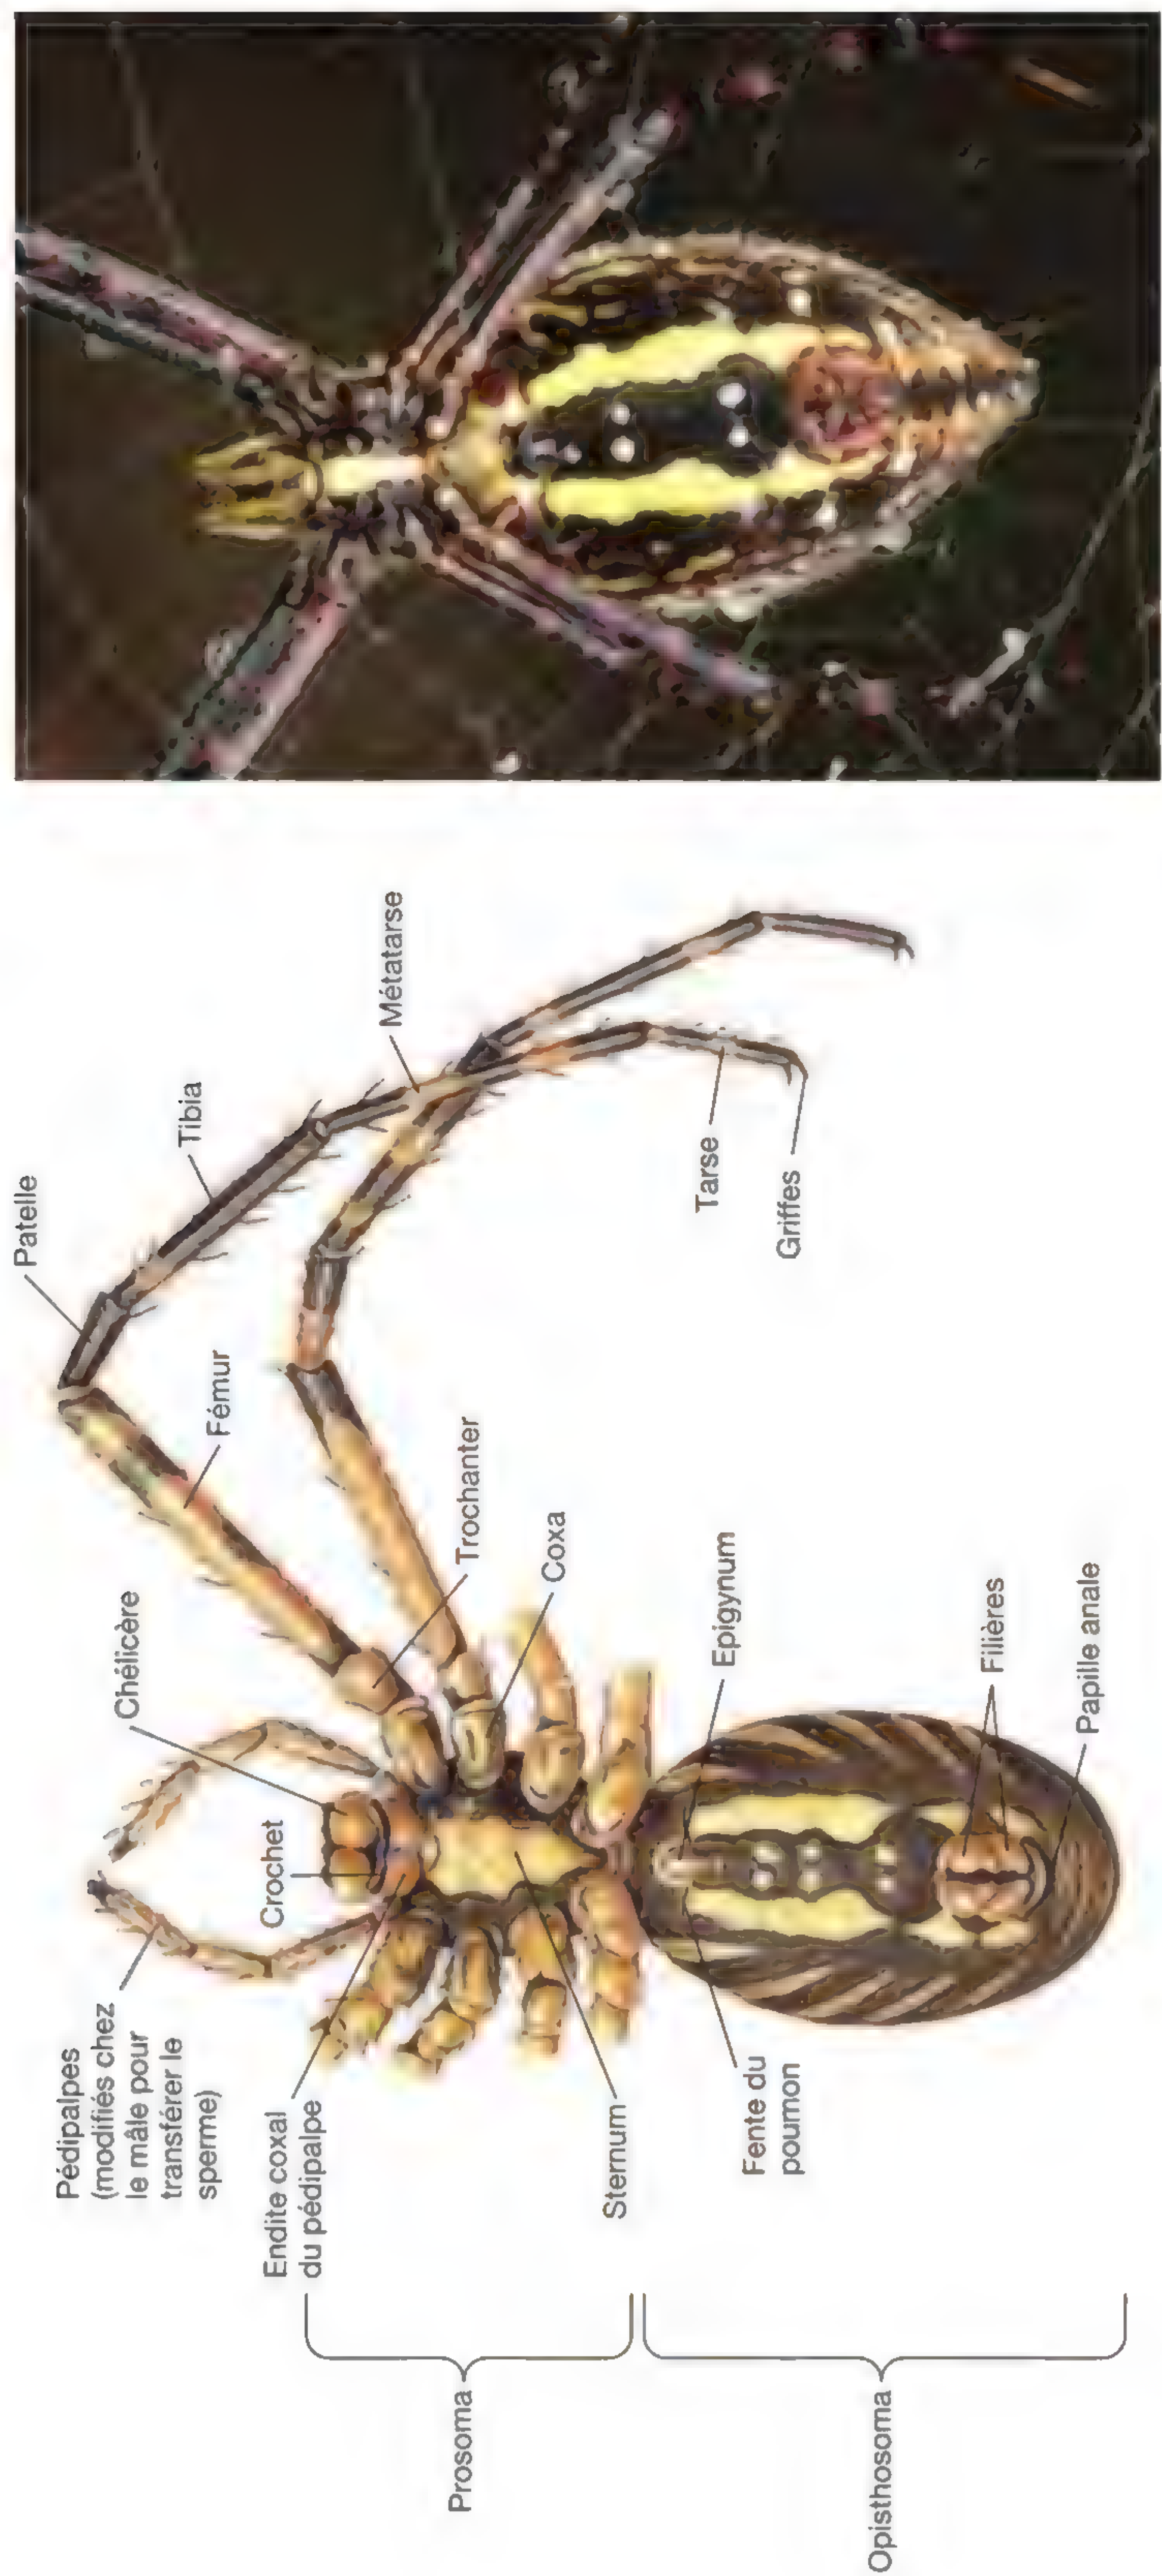 Pédipalpes
(modifiés chez
le mâle pour
transférer le
sperme)
Chélicère
Crochet
Endite coxal
du pédipalpe
Sternum
Fente du
poumon
Prosoma
Opisthosoma
Patelle
Tibia
Métatarse
Fémur
Trochanter
Coxa
Tarse
Griffes
Epigynum
Filières
Papille anale